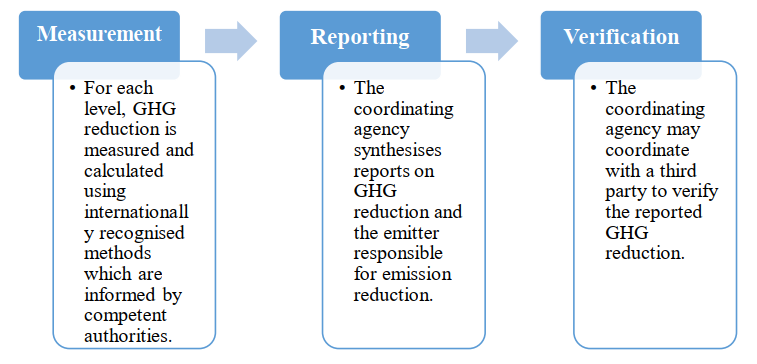 Measurement
• For each
level, GHG
reduction is
measured and
calculated
using
internationall
y recognised
methods
which are
informed by
competent
authorities.
Reporting
• The
coordinating
agency
synthesises
reports on
GHG
reduction and
the emitter
responsible
for emission
reduction.
Verification
• The
coordinating
agency may
coordinate
with a third
party to verify
the reported
GHG
reduction.